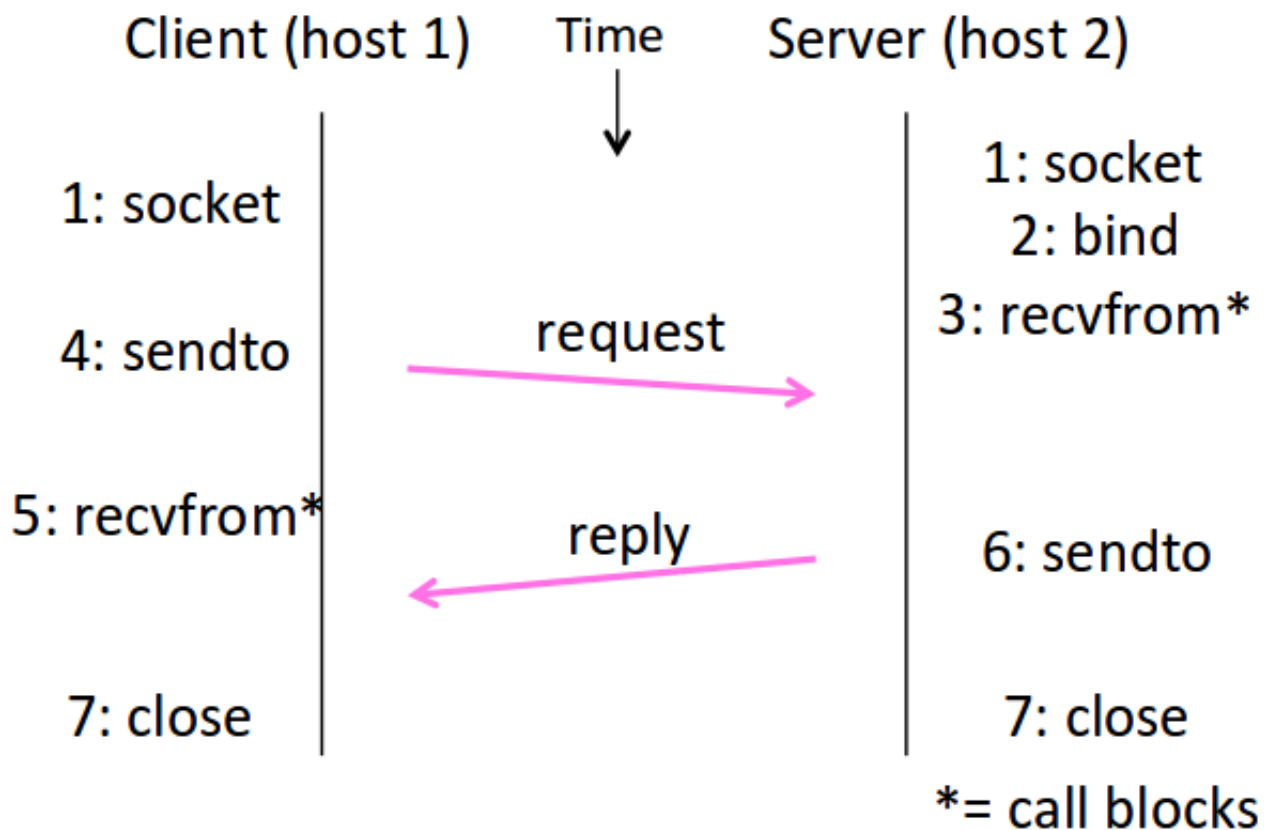 Client (host 1)
Time
Server (host 2)
1: socket
1: socket
2: bind
3: recvfrom*
4: sendto
request
5: recvfrom*
reply
6: sendto
7: close
7: close
*= call blocks